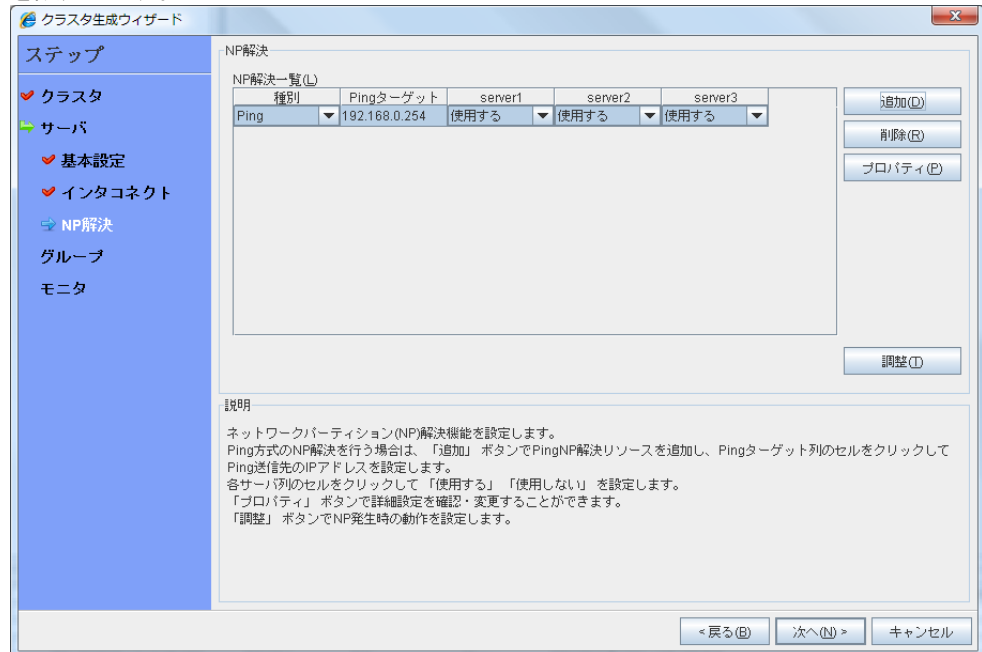 クラスタ生成ウィザード
ステップ
クラスタ
サーバ
基本設定
インタコネクト
NP解決
グループ
モニタ
NP解決
NP解決一覧(L)
種別 Pingターゲット server1 server2 server3
Ping 192.168.0.254 使用する 使用する 使用する
追加(D)
削除(R)
プロパティ(P)
調整(T)
説明
ネットワークパーティション(NP)解決機能を設定します。
Ping方式のNP解決を行う場合は、「追加」ボタンでPingNP解決リソースを追加し、Pingターゲット列のセルをクリックして
Ping送信先のIPアドレスを設定します。
各サーバ列のセルをクリックして「使用する」「使用しない」を設定します。
「プロパティ」ボタンで詳細設定を確認・変更することができます。
「調整」ボタンでNP発生時の動作を設定します。
<戻る(B) 次へ(N)> キャンセル